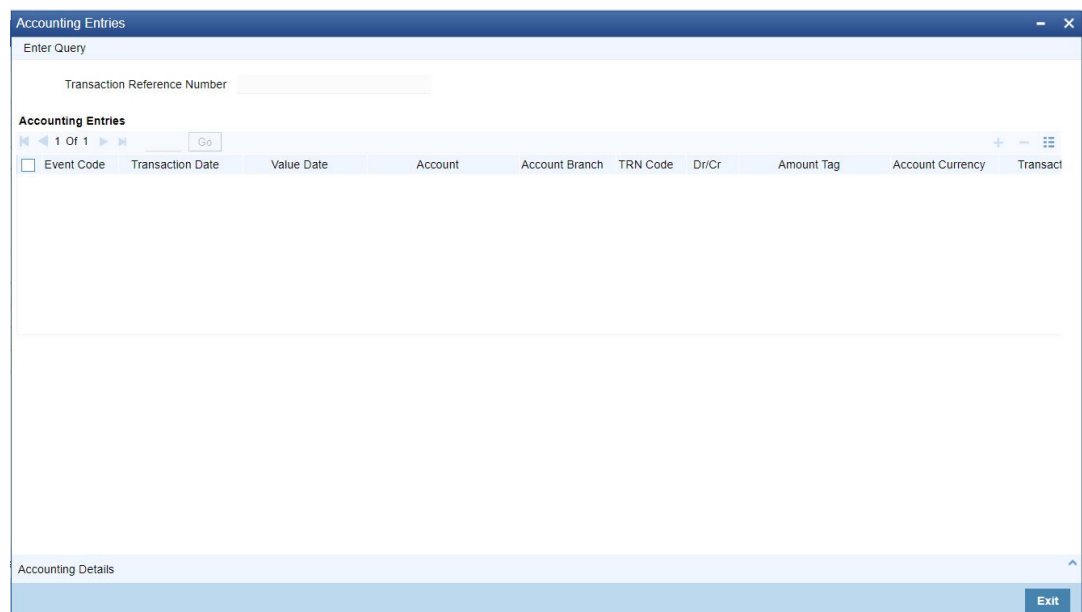 Accounting Entries
Enter Query
Transaction Reference Number
Accounting Entries
1 Of 1 Go
Event Code Transaction Date Value Date Account Account Branch TRN Code Dr/Cr Amount Tag Account Currency Transact
Accounting Details
Exit